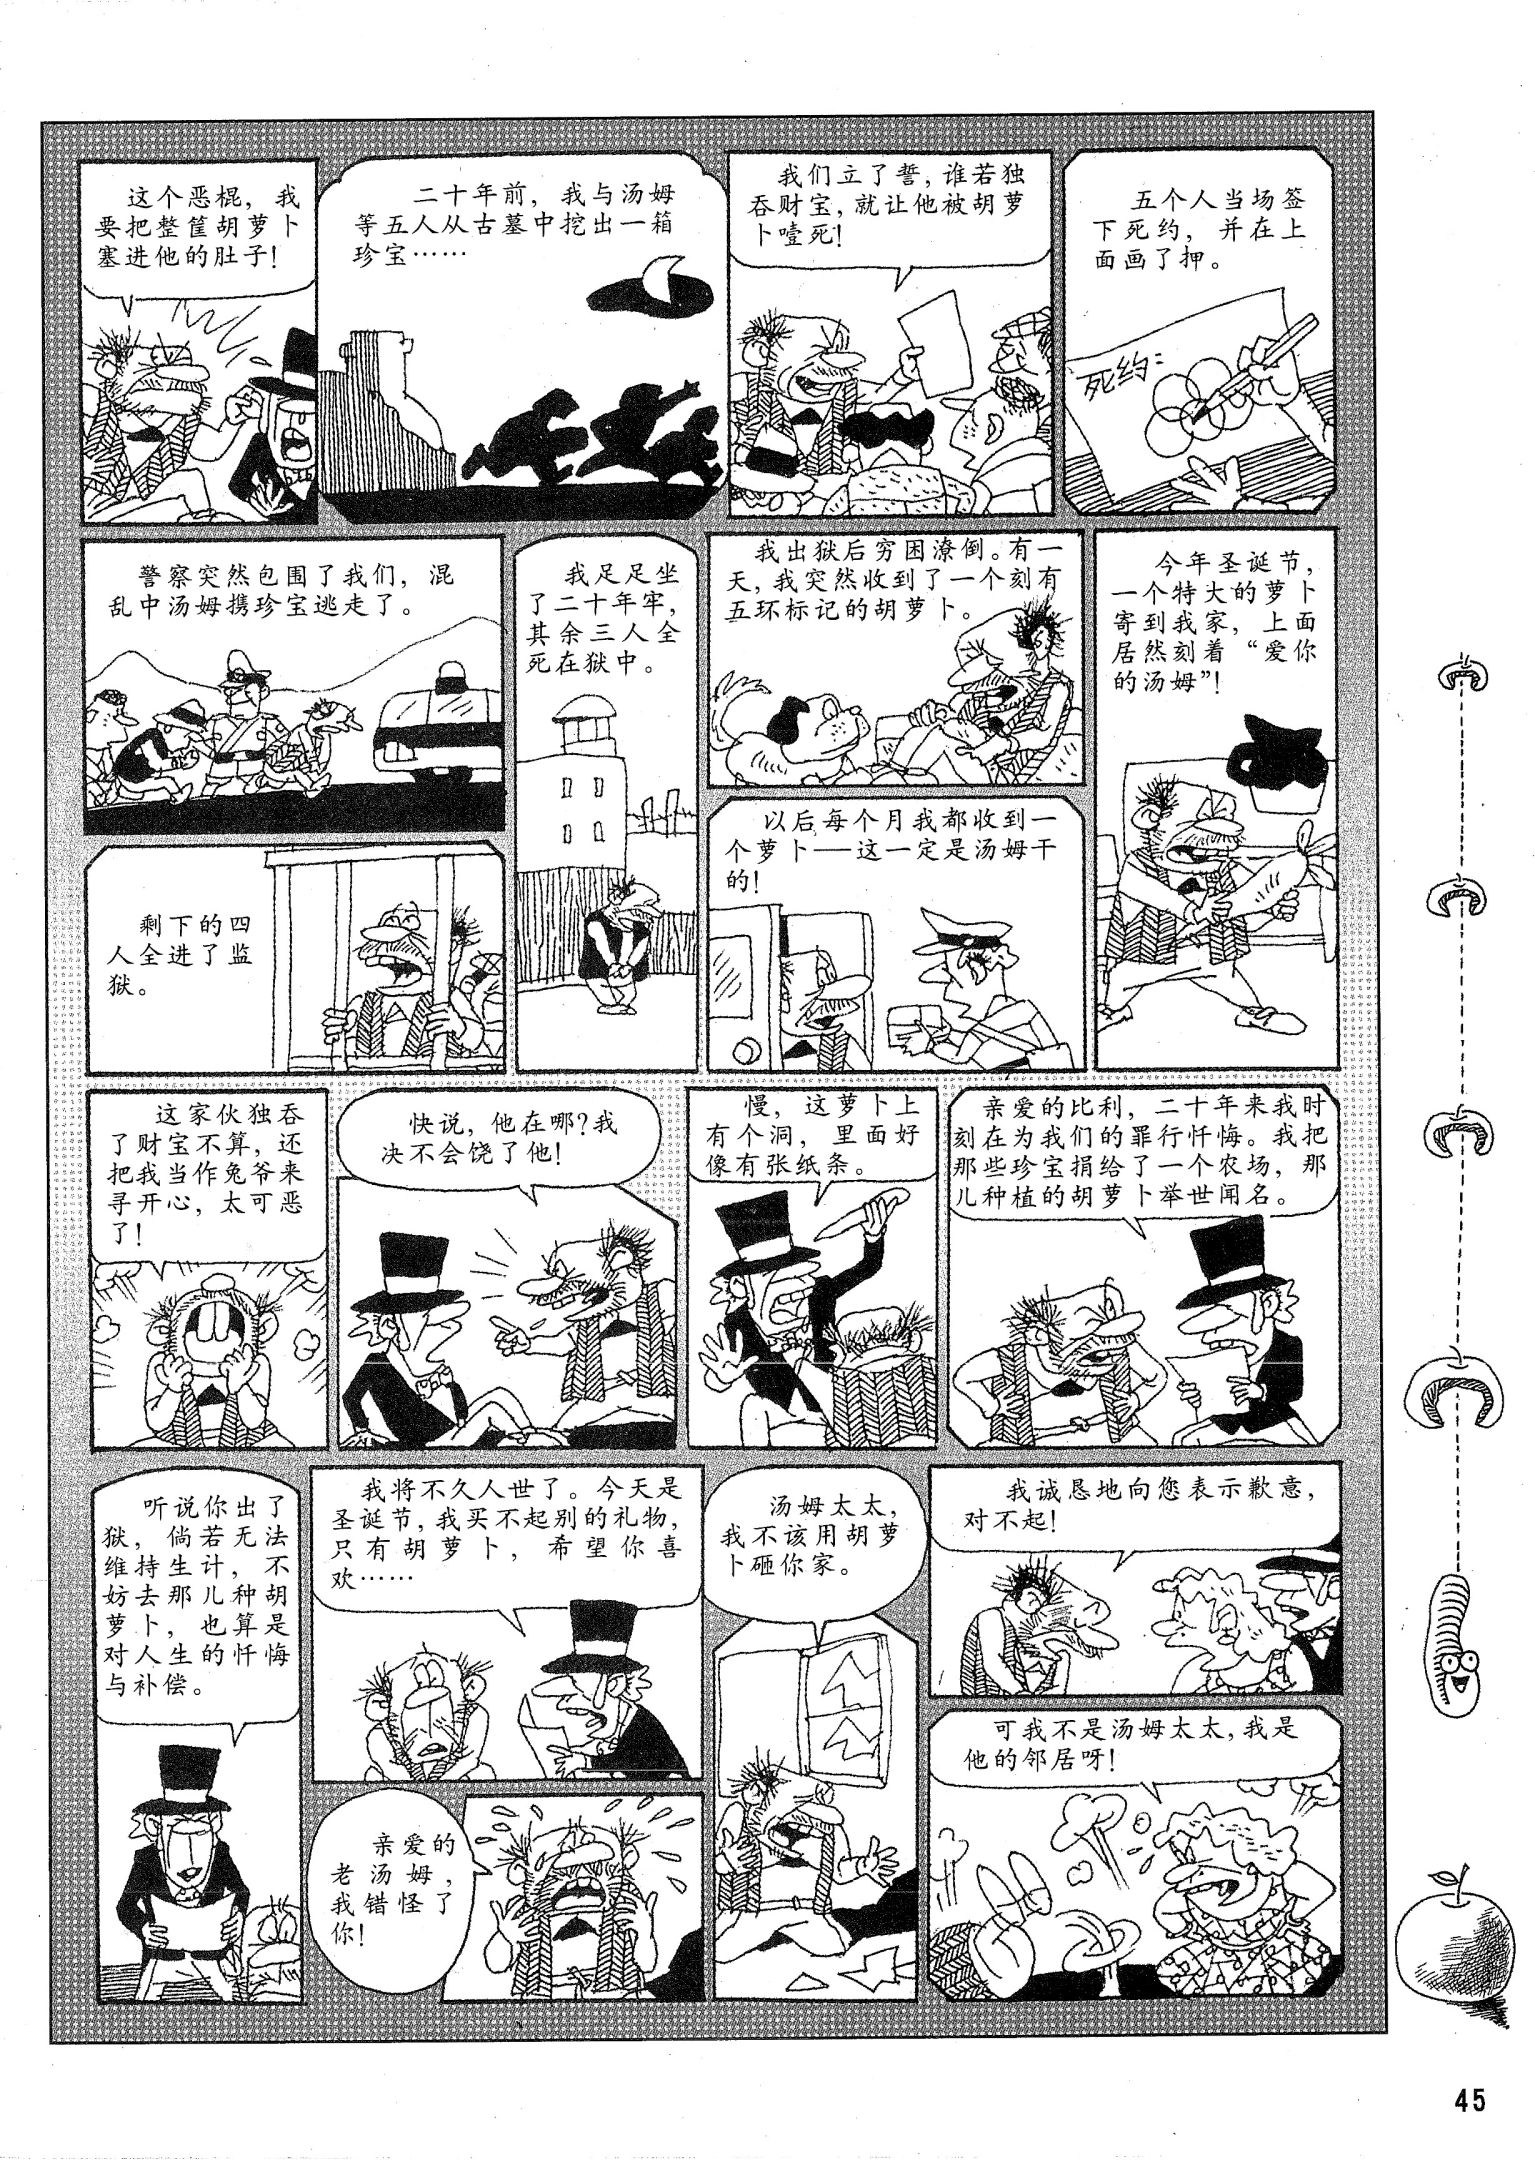 这个恶棍，我
要把整筐胡萝卜
塞进他的肚子！
二十年前，我与汤姆
等五人从古墓中挖出一箱
珍宝……
我们立了誓，谁若独
吞财宝，就让他被胡萝
卜噎死！
五个人当场签
下死约，并在上
面画了押。
死约：
警察突然包围了我们，混
乱中汤姆携珍宝逃走了。
剩下的四
人全进了监
狱。
我足足坐
了二十年牢，
其余三人全
死在狱中。
我出狱后穷困潦倒。有一
天，我突然收到了一个刻有
五环标记的胡萝卜。
以后每个月我都收到一
个萝卜——这一定是汤姆干
的！
今年圣诞节，
一个特大的萝卜
寄到我家，上面
居然刻着“爱你
的汤姆”！
这家伙独吞
了财宝不算，还
把我当作兔爷来
寻开心，太可恶
了！
快说，他在哪？我
决不会饶了他！
慢，这萝卜上
有个洞，里面好
像有张纸条。
亲爱的比利，二十年来我时
刻在为我们的罪行忏悔。我把
那些珍宝捐给了一个农场，那
儿种植的胡萝卜举世闻名。
听说你出了
狱，倘若无法
维持生计，不
妨去那儿种胡
萝卜，也算是
对人生的忏悔
与补偿。
我将不久人世了。今天是
圣诞节，我买不起别的礼物，
只有胡萝卜，希望你喜
欢……
亲爱的
老汤姆，
我错怪了
你！
汤姆太太，
我不该用胡萝
卜砸你家。
我诚恳地向您表示歉意，
对不起！
可我不是汤姆太太，我是
他的邻居呀！
45